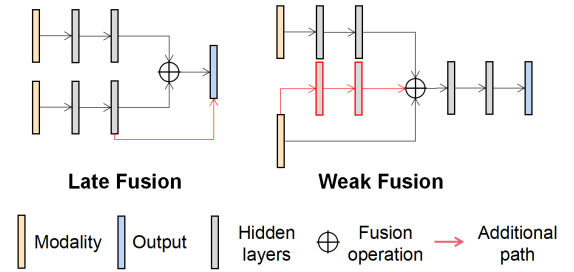 Late Fusion
Weak Fusion
Modality
Output
Hidden
layers
Fusion
operation
Additional
path